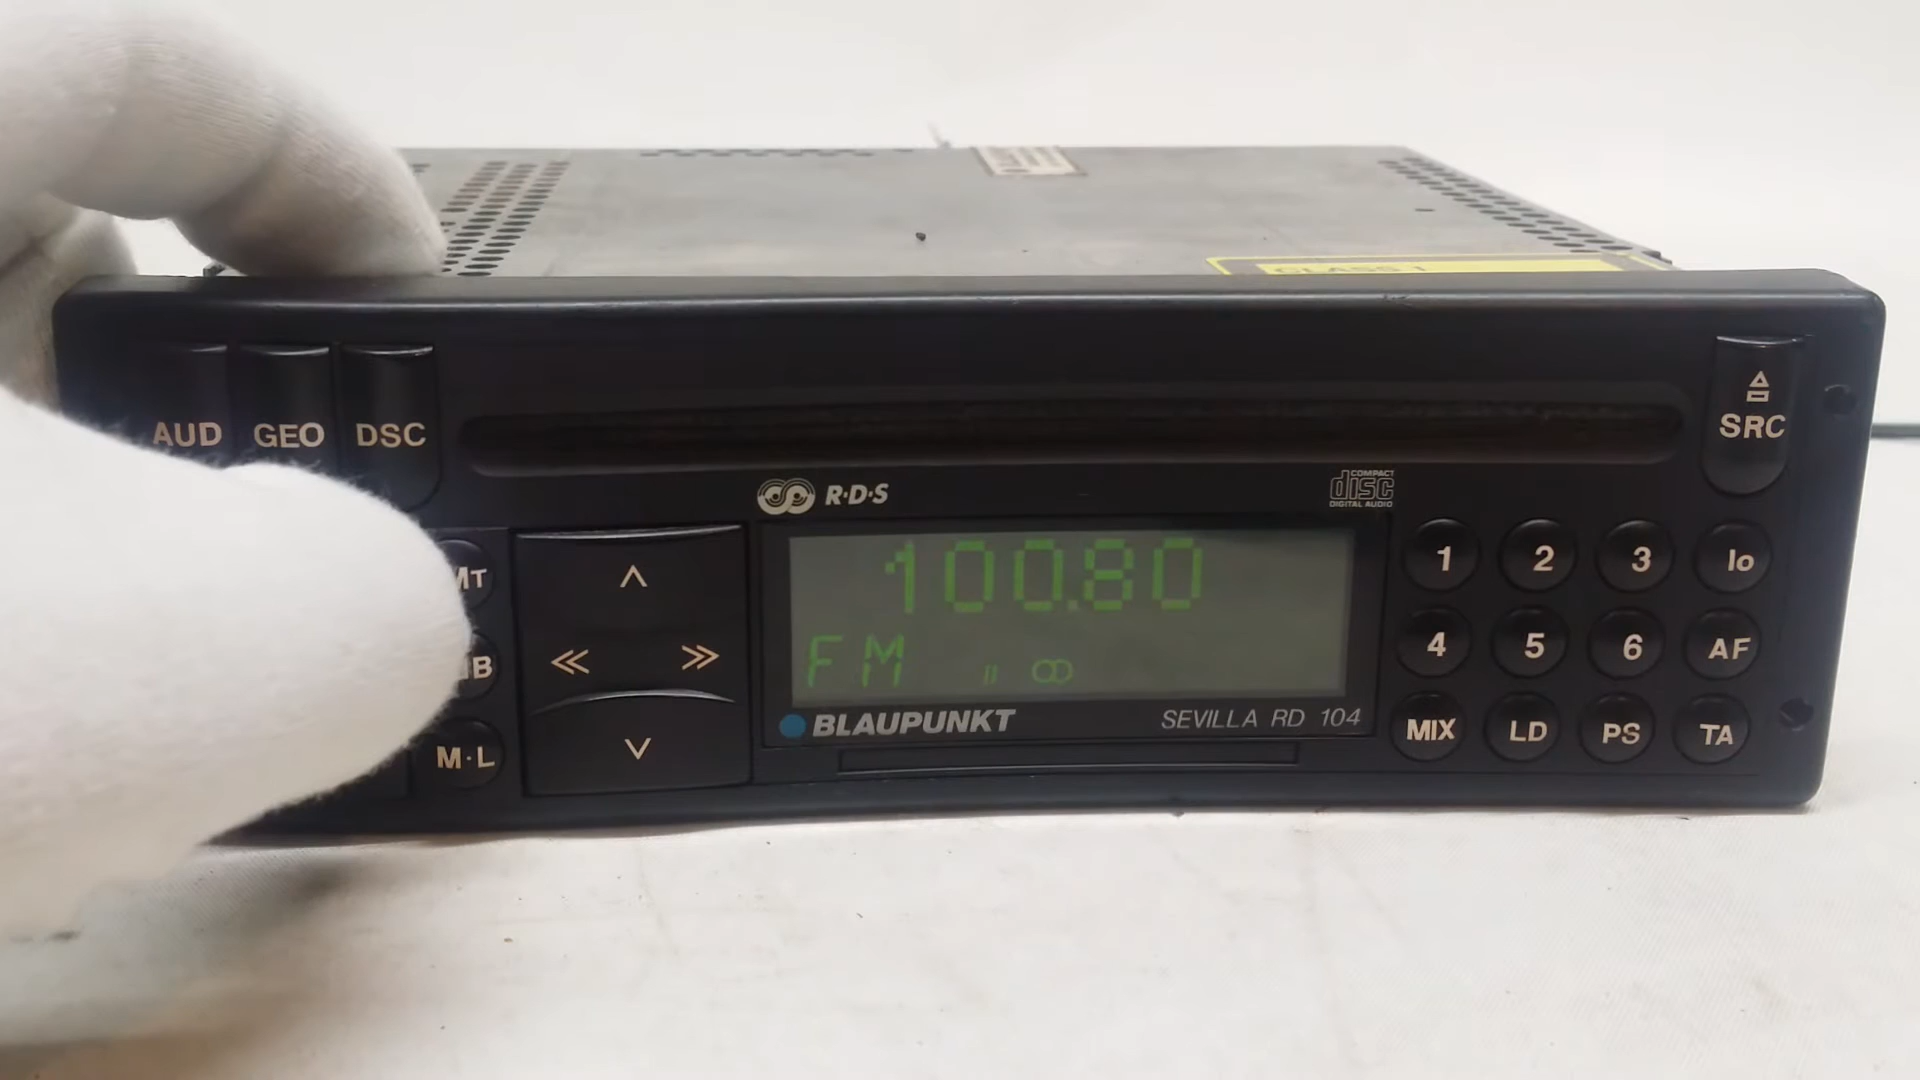 CLASS 1
AUD GEO DSC
SRC
R·D·S
COMPACT
disc
DIGITAL AUDIO
100.80
FM
BLAUPUNKT
SEVILLA RD 104
M·L
1 2 3 lo
4 5 6 AF
MIX LD PS TA